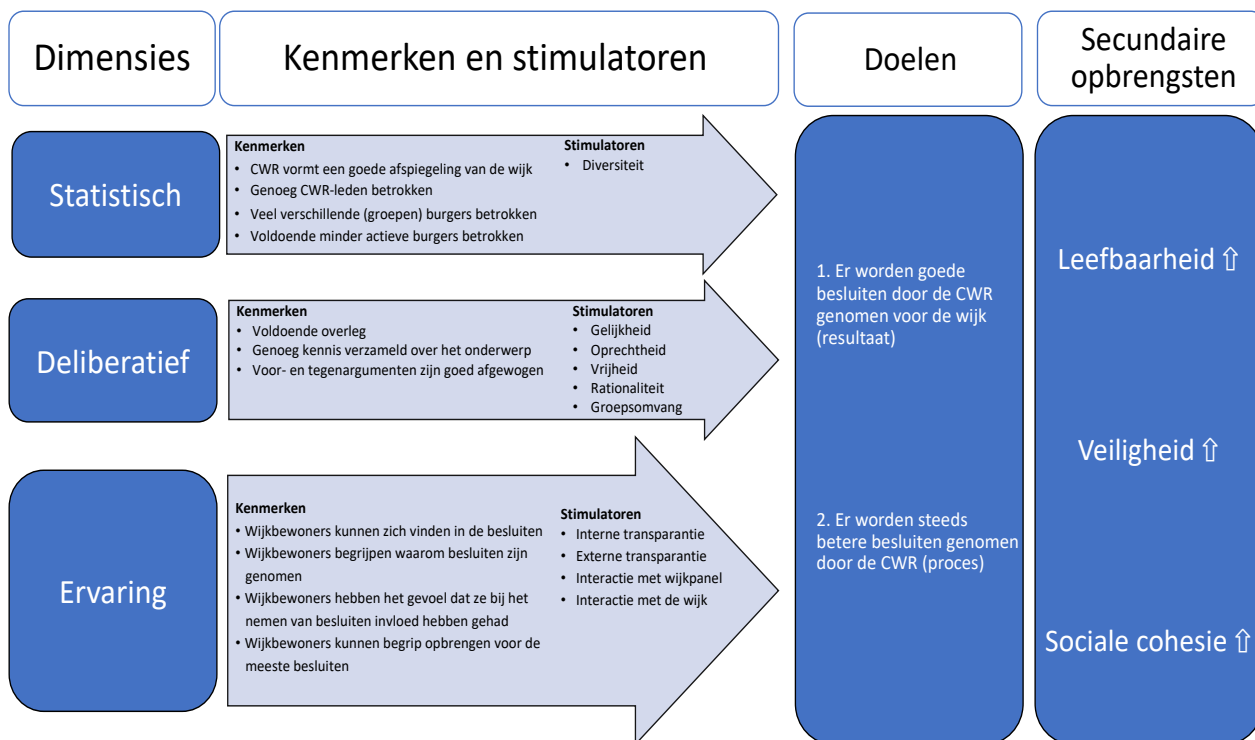 Dimensies
Kenmerken en stimulatoren
Doelen
Secundaire
opbrengsten
Statistisch
Kenmerken
• CWR vormt een goede afspiegeling van de wijk
• Genoeg CWR-leden betrokken
• Veel verschillende (groepen) burgers betrokken
• Voldoende minder actieve burgers betrokken
Stimulatoren
• Diversiteit
Deliberatief
Kenmerken
• Voldoende overleg
• Genoeg kennis verzameld over het onderwerp
• Voor- en tegenargumenten zijn goed afgewogen
Stimulatoren
• Gelijkheid
• Oprechtheid
• Vrijheid
• Rationaliteit
• Groepsomvang
Ervaring
Kenmerken
• Wijkbewoners kunnen zich vinden in de besluiten
• Wijkbewoners begrijpen waarom besluiten zijn
genomen
• Wijkbewoners hebben het gevoel dat ze bij het
nemen van besluiten invloed hebben gehad
• Wijkbewoners kunnen begrip opbrengen voor de
meeste besluiten
Stimulatoren
• Interne transparantie
• Externe transparantie
• Interactie met wijkpanel
• Interactie met de wijk
1. Er worden goede
besluiten door de CWR
genomen voor de wijk
(resultaat)
2. Er worden steeds
betere besluiten genomen
door de CWR (proces)
Leefbaarheid ⇧
Veiligheid ⇧
Sociale cohesie ⇧